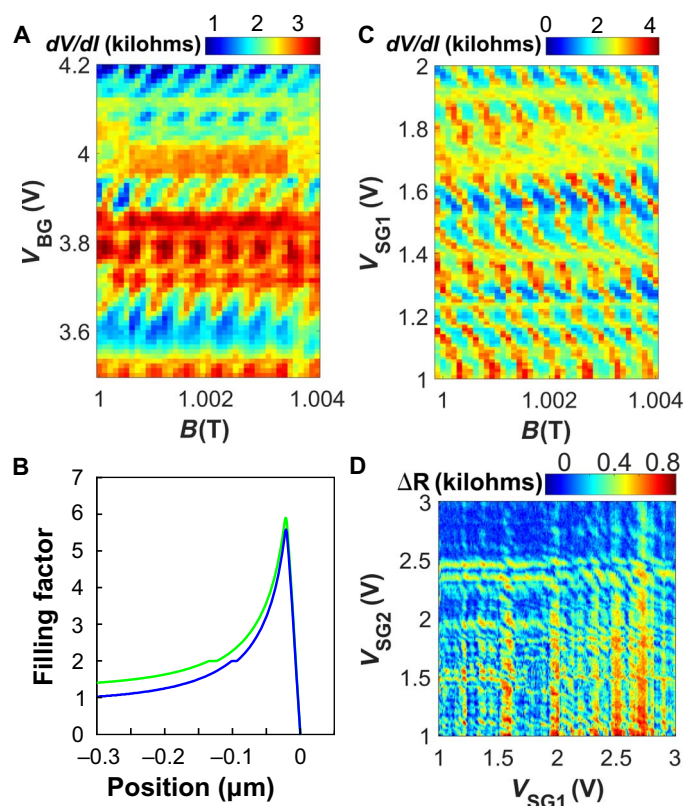 A
dV/dI (kilohms)
1 2 3
4.2
4
3.8
3.6
V_BG (V)
1 1.002 1.004
B(T)
C
dV/dI (kilohms)
0 2 4
2
1.8
1.6
1.4
1.2
1
V_SG1 (V)
1 1.002 1.004
B(T)
B
7
6
5
4
3
2
1
0
Filling factor
–0.3 –0.2 –0.1 0
Position (µm)
D
ΔR (kilohms)
0 0.4 0.8
3
2.5
2
1.5
1
V_SG2 (V)
1 1.5 2 2.5 3
V_SG1 (V)